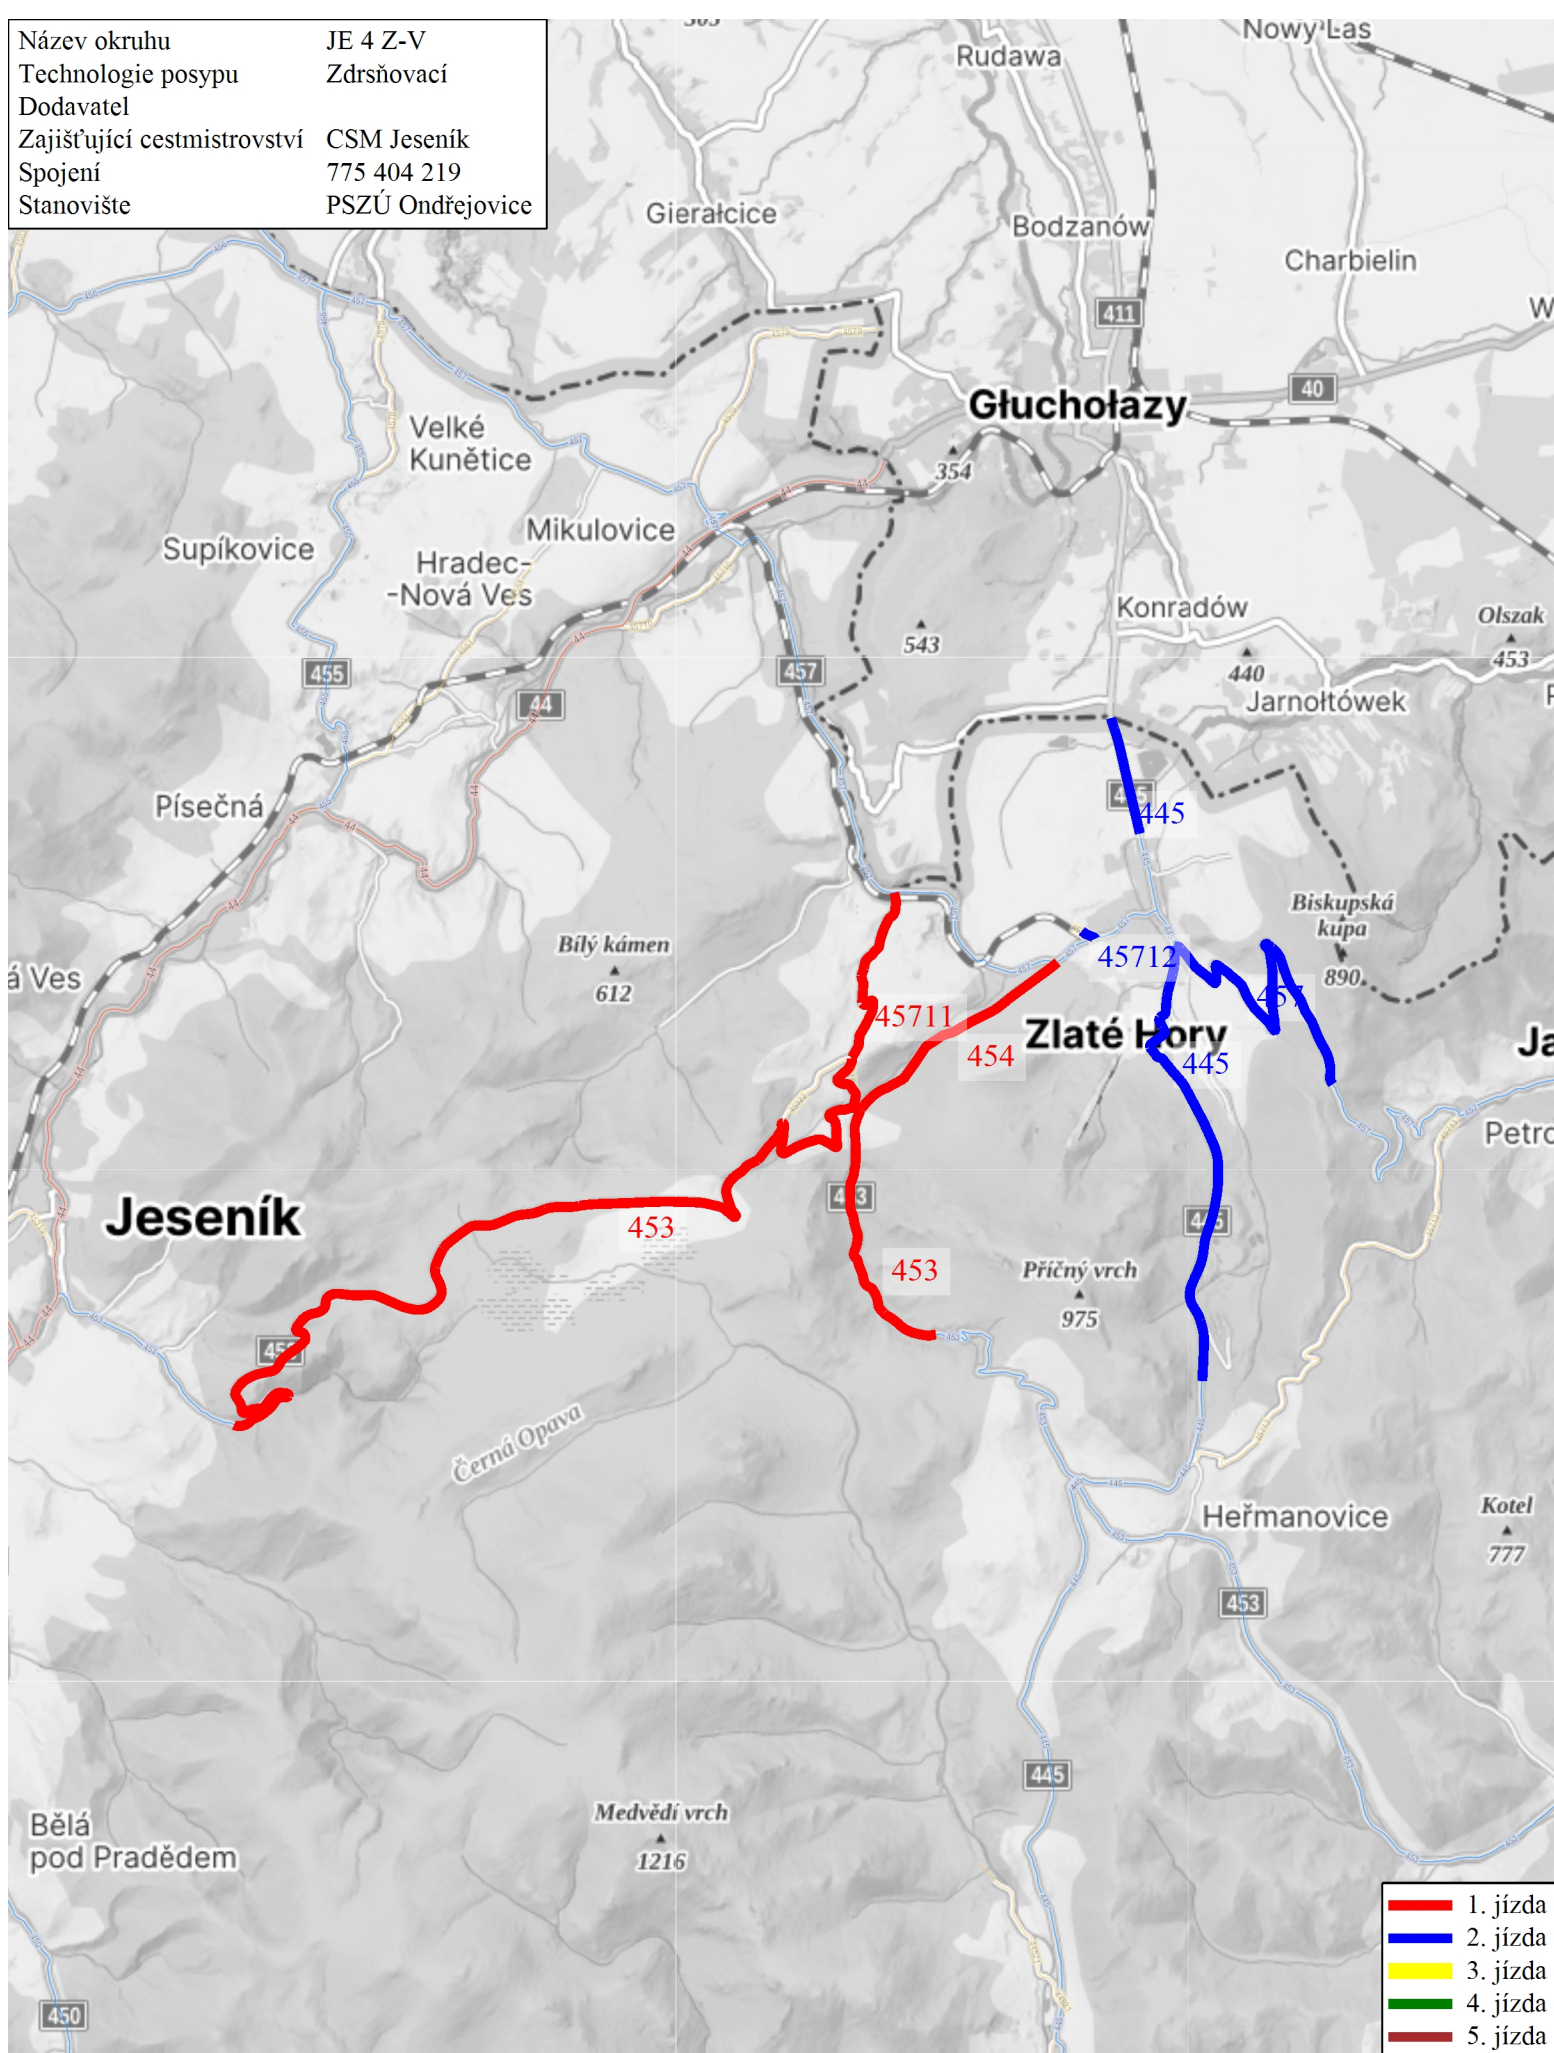 Název okruhu JE 4 Z-V
Technologie posypu Zdrsňovací
Dodavatel
Zajišťující cestmistrovství CSM Jeseník
Spojení 775 404 219
Stanoviště PSZÚ Ondřejovice
Nowy Las
Rudawa
Gierałcice
Bodzanów
Charbielin
411
40
Głuchołazy
354
Velké
Kunětice
Mikulovice
Supíkovice
Hradec-
-Nová Ves
Konradów
543
Olszak
453
440
Jarnołtówek
455
457
44
Písečná
445
Biskupská
kupa
890
Bílý kámen
612
á Ves
45712
457
45711
454
Zlaté Hory
445
Petro
Jeseník
453
453
Příčný vrch
975
Černá Opava
Heřmanovice
Kotel
777
453
445
Medvědí vrch
1216
Bělá
pod Pradědem
450
1. jízda
2. jízda
3. jízda
4. jízda
5. jízda